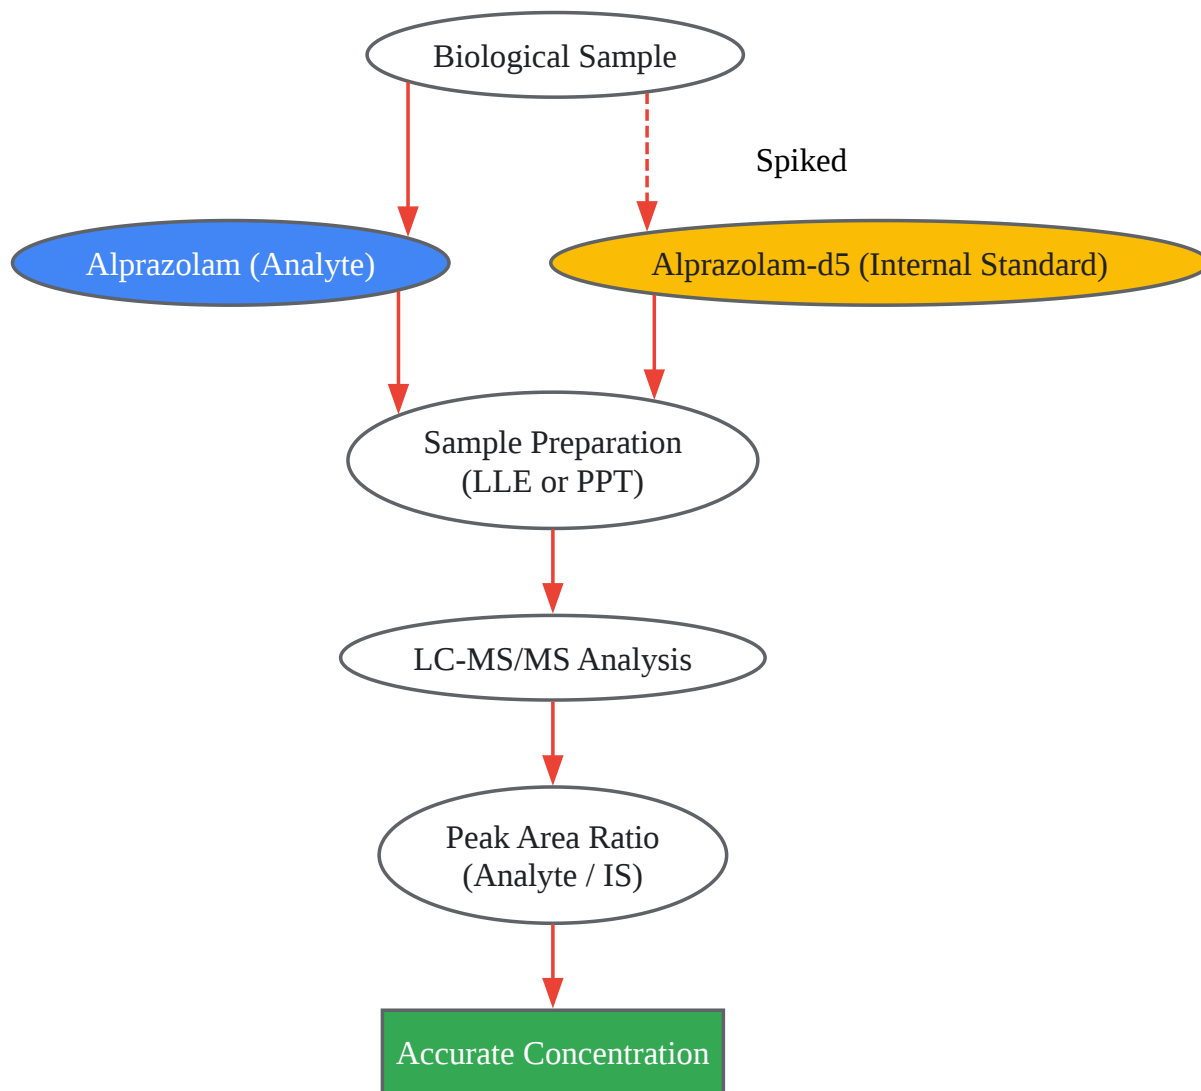 Biological Sample
Spiked
Alprazolam (Analyte)
Alprazolam-d5 (Internal Standard)
Sample Preparation
(LLE or PPT)
LC-MS/MS Analysis
Peak Area Ratio
(Analyte / IS)
Accurate Concentration